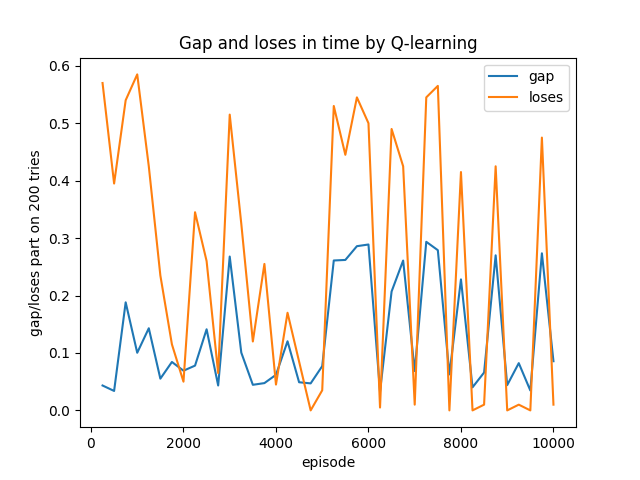 Gap and loses in time by Q-learning
gap
loses
gap/loses part on 200 tries
0.6
0.5
0.4
0.3
0.2
0.1
0.0
0 2000 4000 6000 8000 10000
episode